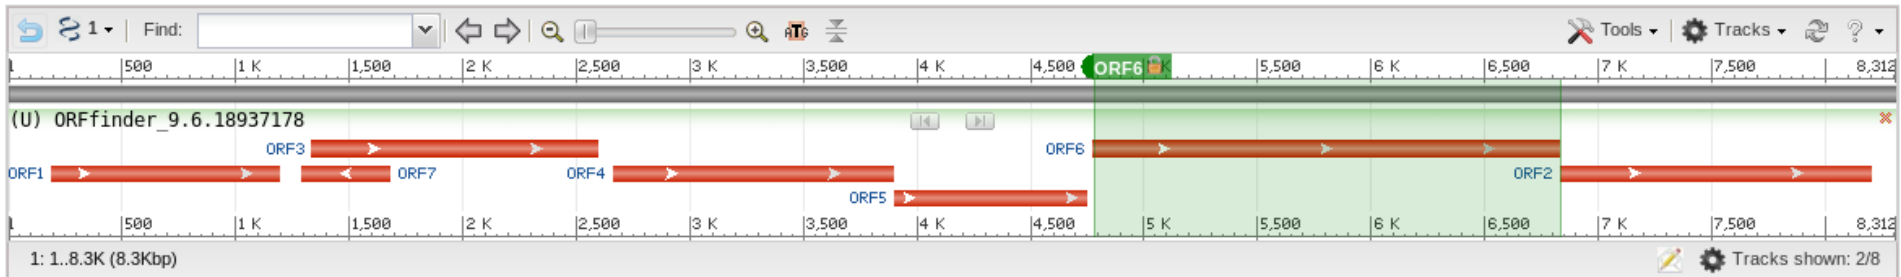 1 Find: Tools Tracks ?
1 500 1 K 1,500 2 K 2,500 3 K 3,500 4 K 4,500 ORF6 K 5,500 6 K 6,500 7 K 7,500 8,312
(U) ORFfinder_9.6.18937178
ORF3 ORF6
ORF1 ORF7 ORF4 ORF2
ORF5
1 500 1 K 1,500 2 K 2,500 3 K 3,500 4 K 4,500 5 K 5,500 6 K 6,500 7 K 7,500 8,312
1: 1..8.3K (8.3Kbp) Tracks shown: 2/8